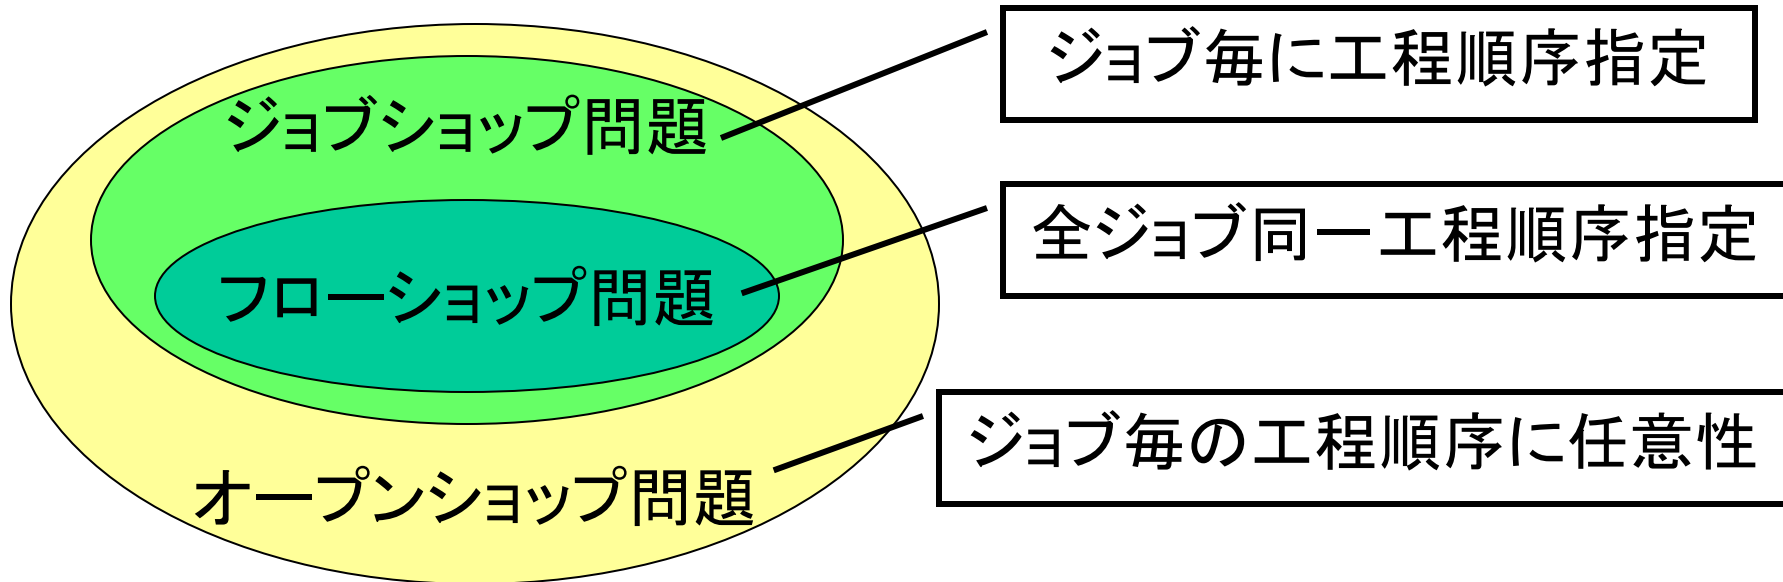 ジョブ毎に工程順序指定
ジョブショップ問題
全ジョブ同一工程順序指定
フローショップ問題
ジョブ毎の工程順序に任意性
オープンショップ問題